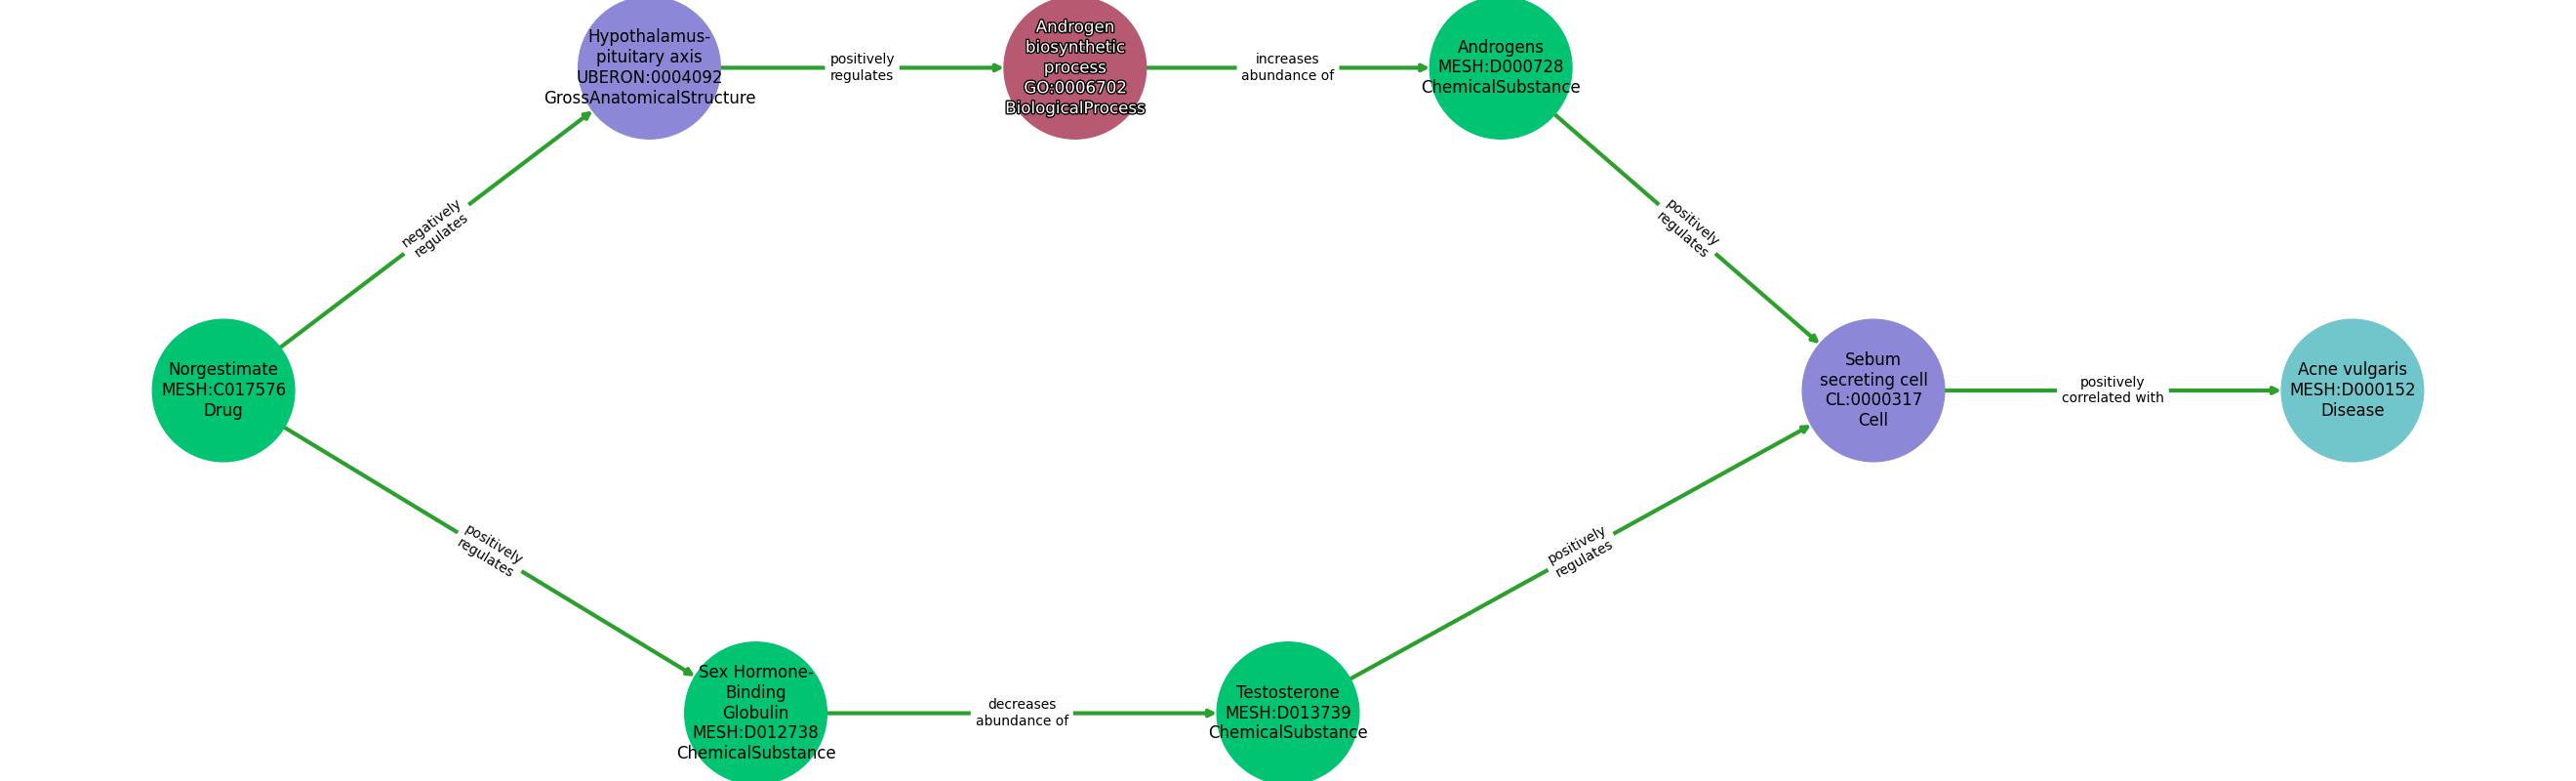 Hypothalamus-
pituitary axis
UBERON:0004092
GrossAnatomicalStructure
positively
regulates
Androgen
biosynthetic
process
GO:0006702
BiologicalProcess
increases
abundance of
Androgens
MESH:D000728
ChemicalSubstance
negatively
regulates
positively
regulates
Norgestimate
MESH:C017576
Drug
Sebum
secreting cell
CL:0000317
Cell
positively
correlated with
Acne vulgaris
MESH:D000152
Disease
positively
regulates
positively
regulates
Sex Hormone-
Binding
Globulin
MESH:D012738
ChemicalSubstance
decreases
abundance of
Testosterone
MESH:D013739
ChemicalSubstance